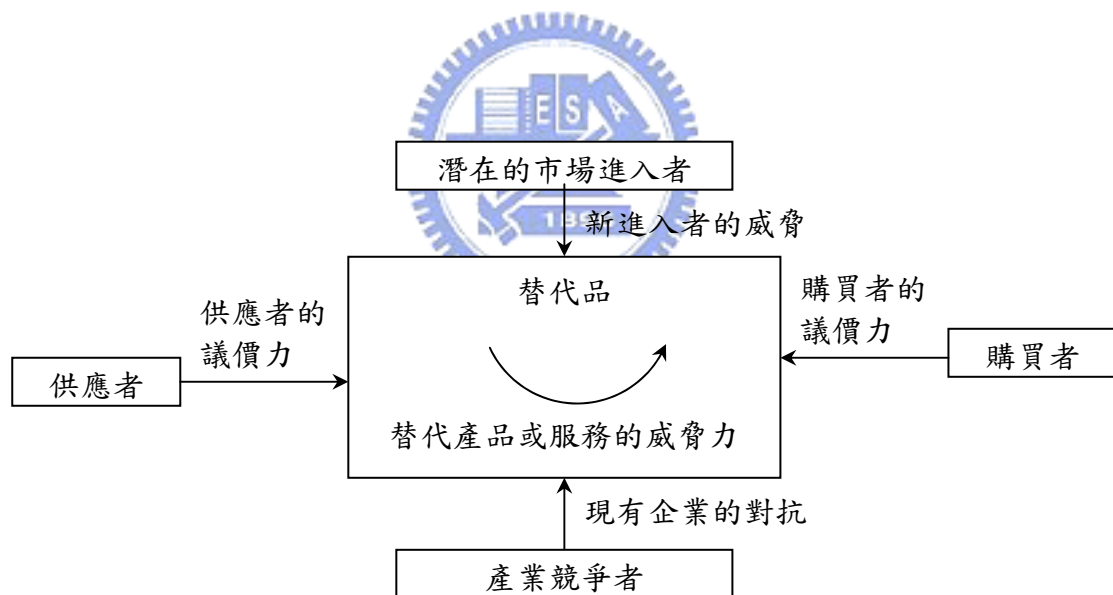 ESA
潛在的市場進入者
189
新進入者的威脅
替代品
供應者的
議價力
購買者的
議價力
供應者
購買者
替代產品或服務的威脅力
現有企業的對抗
產業競爭者